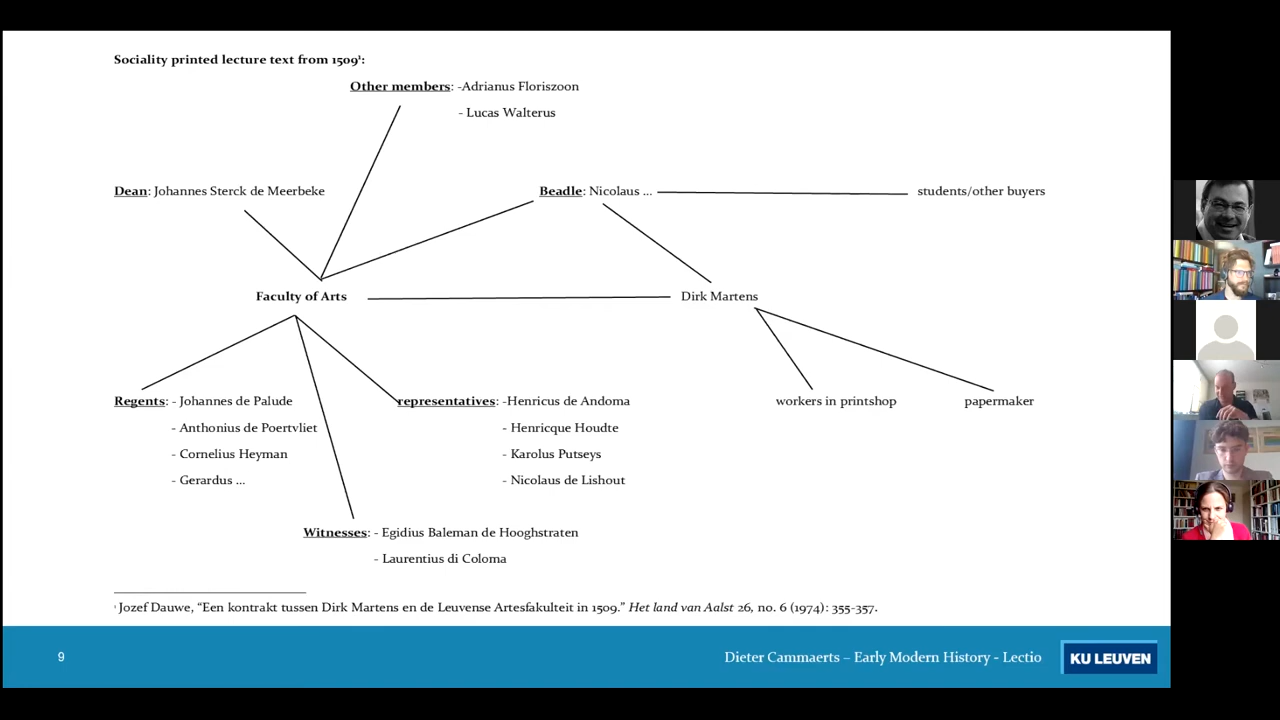 Sociality printed lecture text from 1509¹:
Other members: -Adrianus Floriszoon
- Lucas Walterus
Dean: Johannes Sterck de Meerbeke
Beadle: Nicolaus ...
students/other buyers
Faculty of Arts
Dirk Martens
Regents: - Johannes de Palude
- Anthonius de Poertvliet
- Cornelius Heyman
- Gerardus ...
representatives: -Henricus de Andoma
- Henricque Houdte
- Karolus Putseys
- Nicolaus de Lishout
workers in printshop
papermaker
Witnesses: - Egidius Baleman de Hooghstraten
- Laurentius di Coloma
¹ Jozef Dauwe, “Een kontrakt tussen Dirk Martens en de Leuvense Artesfakulteit in 1509.” Het land van Aalst 26, no. 6 (1974): 355-357.
9
Dieter Cammaerts – Early Modern History - Lectio
KU LEUVEN